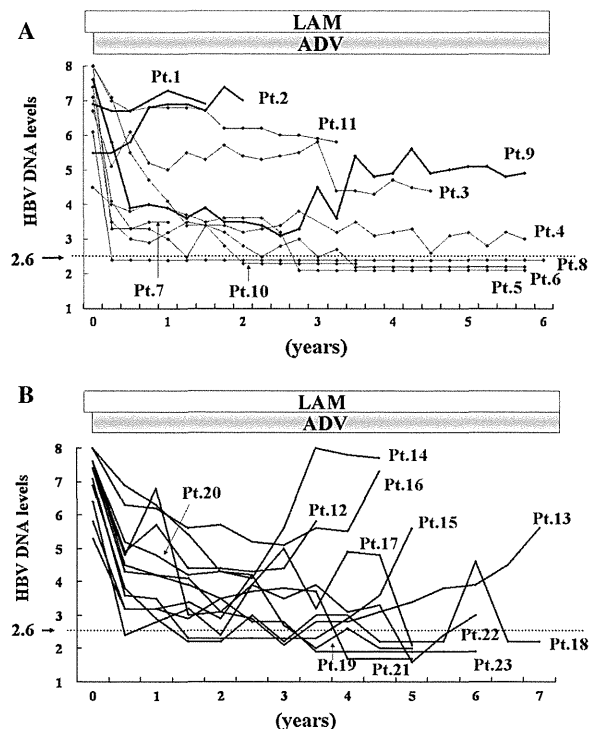 A
LAM
ADV
HBV DNA levels
8
7
6
5
4
3
2.6
2
1
Pt.1
Pt.2
Pt.11
Pt.9
Pt.3
Pt.4
Pt.8
Pt.6
Pt.5
Pt.7
Pt.10
0 1 2 3 4 5 6
(years)
B
LAM
ADV
HBV DNA levels
8
7
6
5
4
3
2.6
2
1
Pt.14
Pt.16
Pt.20
Pt.12
Pt.15
Pt.13
Pt.17
Pt.22
Pt.18
Pt.19
Pt.21
Pt.23
0 1 2 3 4 5 6 7
(years)